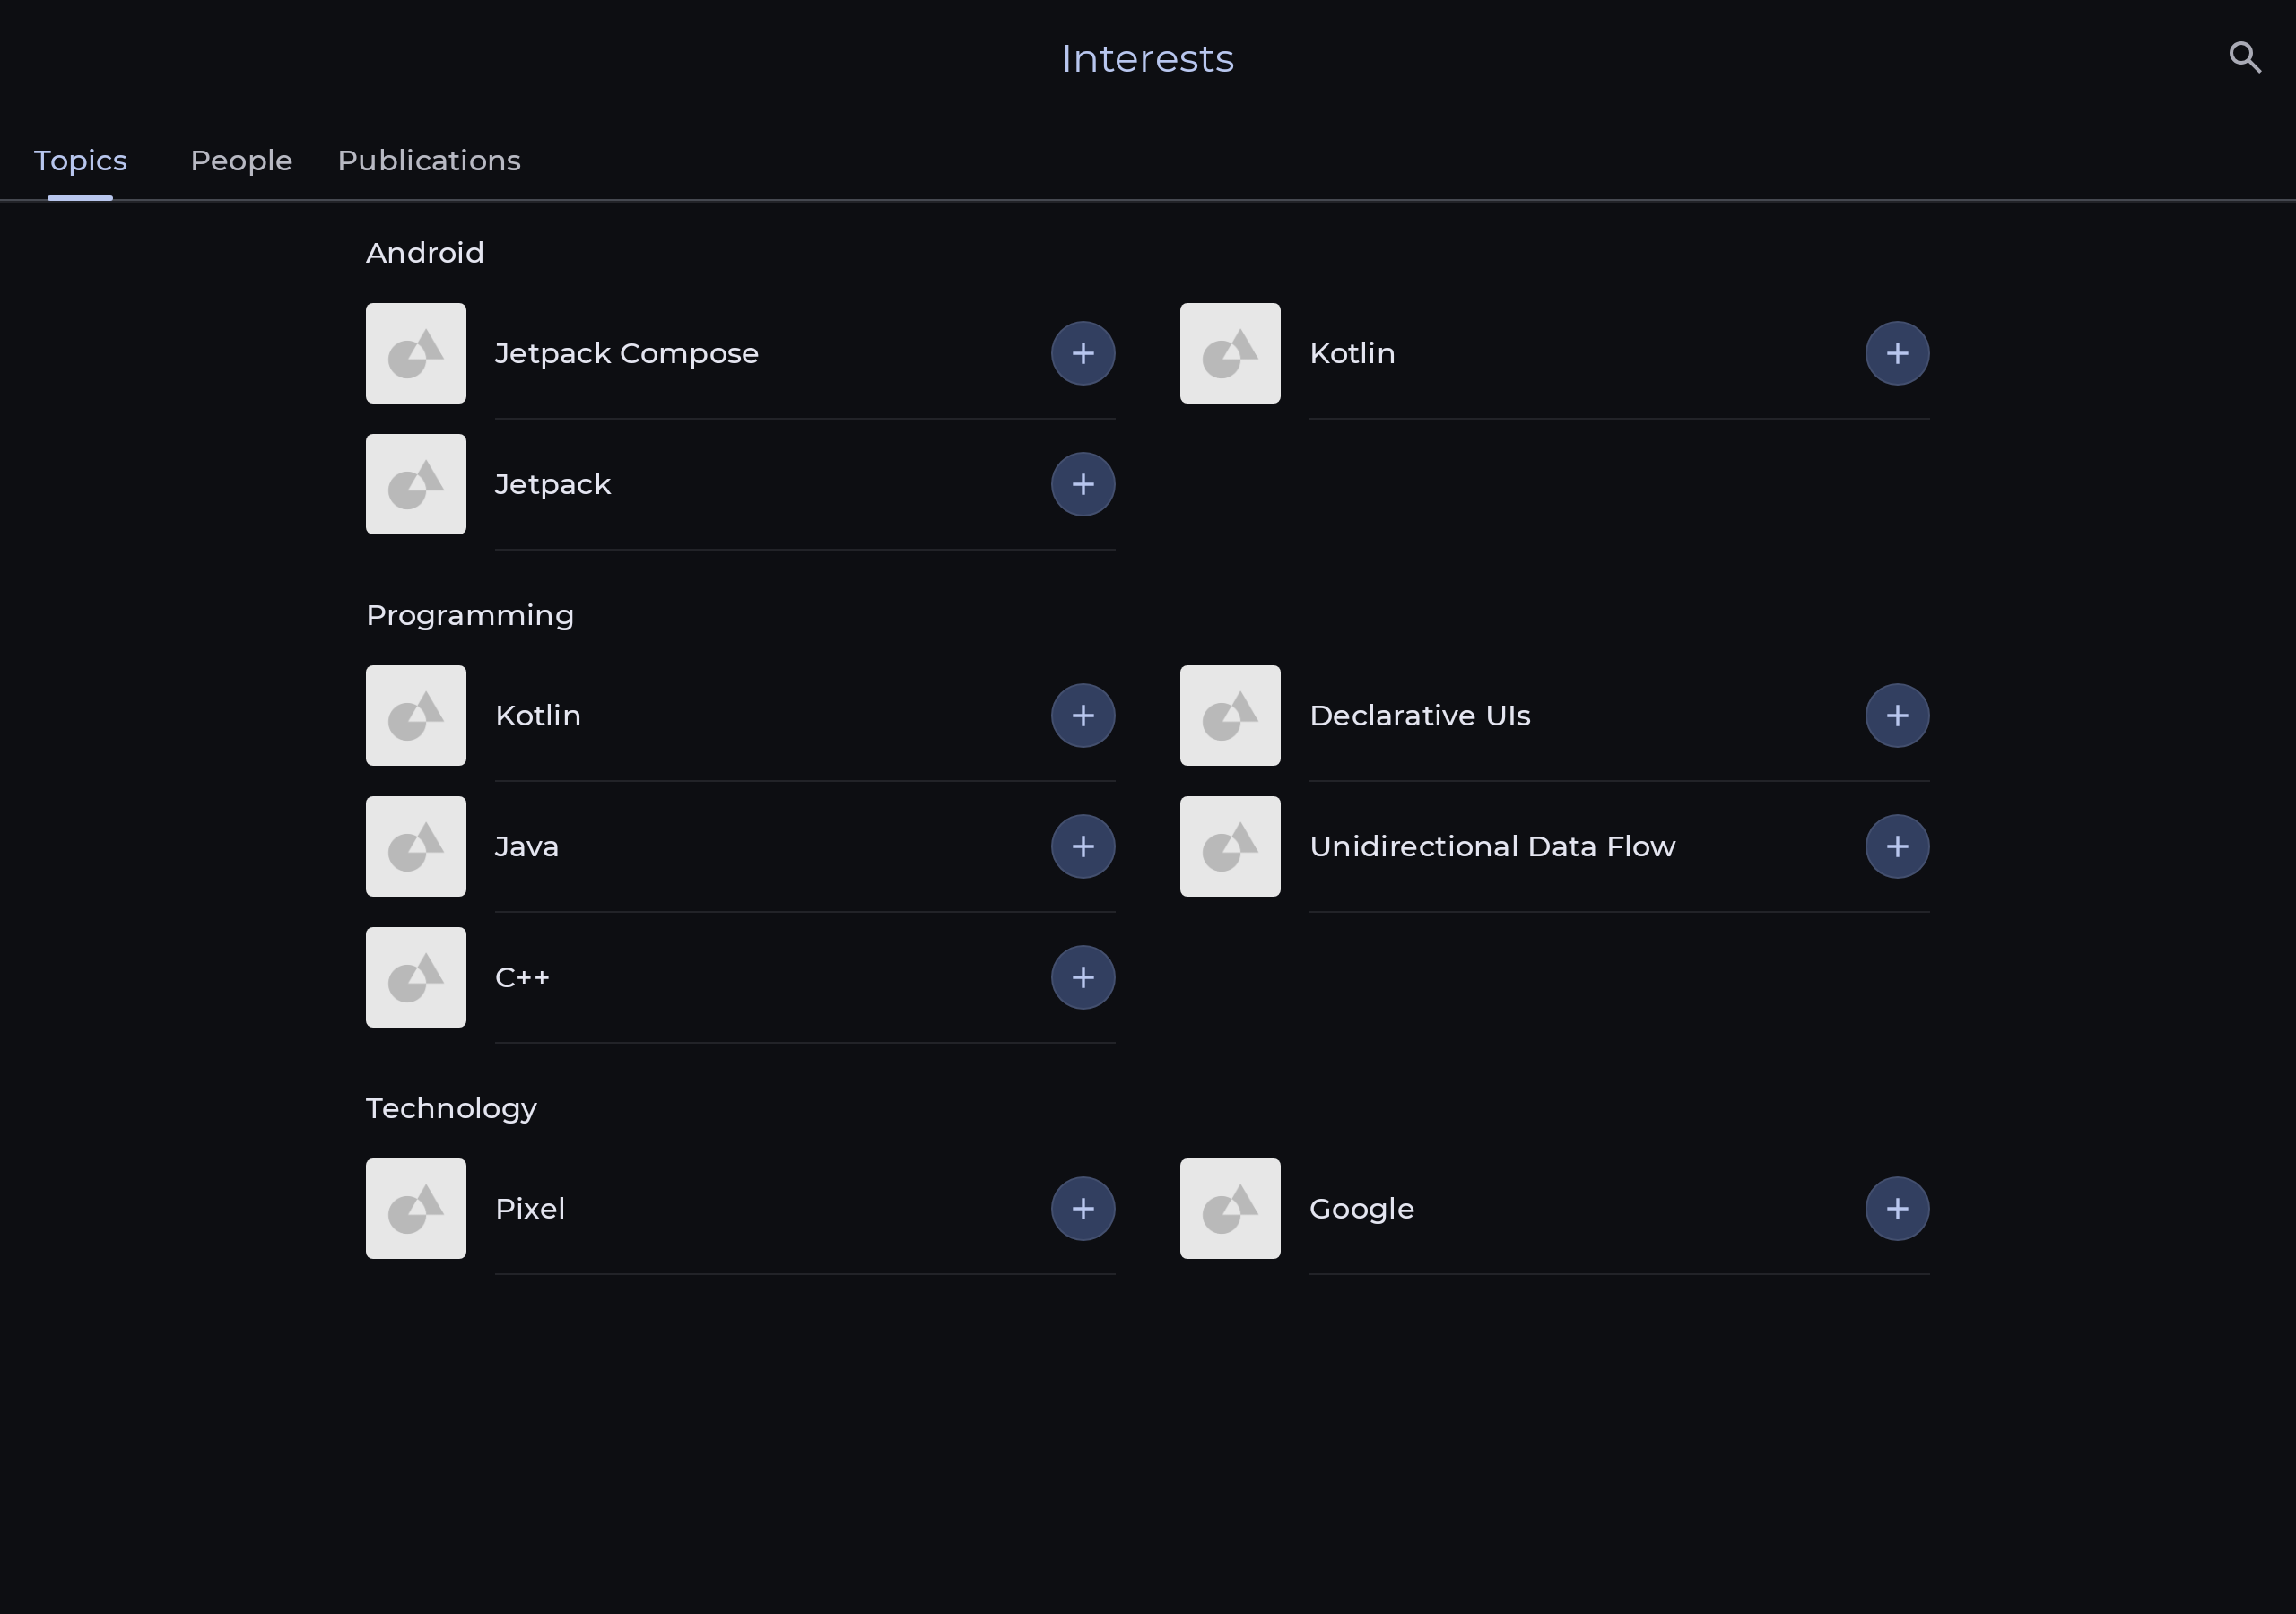 Interests
Topics People Publications
Android
Jetpack Compose Kotlin
Jetpack
Programming
Kotlin Declarative UIs
Java Unidirectional Data Flow
C++
Technology
Pixel Google